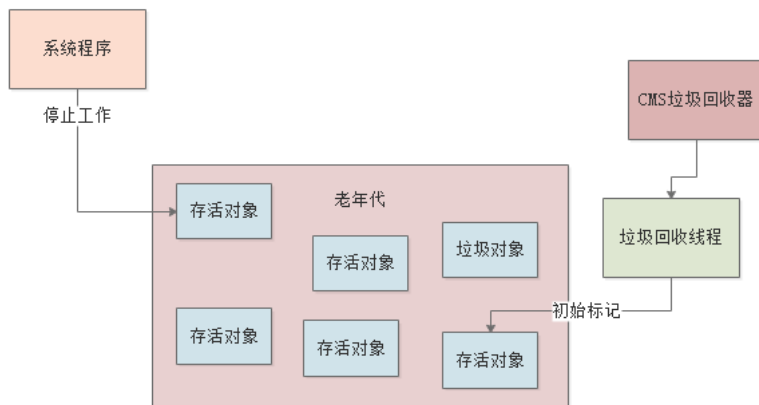 系统程序
停止工作
CMS垃圾回收器
存活对象
老年代
垃圾回收线程
存活对象
垃圾对象
存活对象
存活对象
初始标记
存活对象